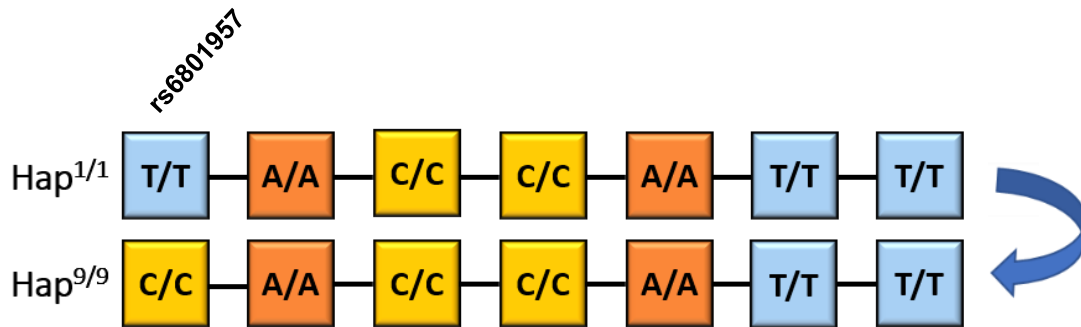 rs6801957
Hap1/1 T/T A/A C/C C/C A/A T/T T/T
Hap9/9 C/C A/A C/C C/C A/A T/T T/T